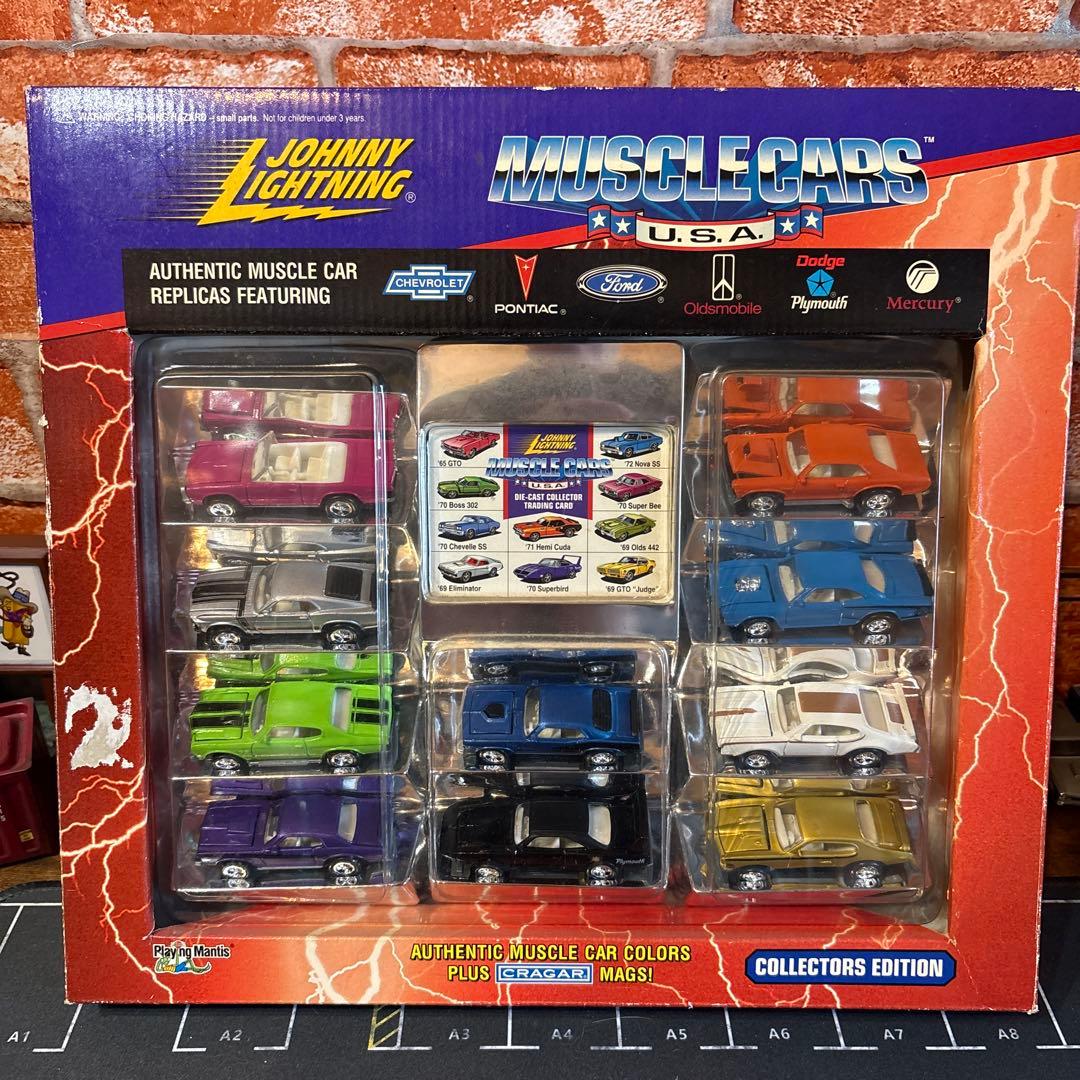 WARNING: CHOKING HAZARD – small parts. Not for children under 3 years.
JOHNNY LIGHTNING®
MUSCLE CARS™
U.S.A.
AUTHENTIC MUSCLE CAR
REPLICAS FEATURING
CHEVROLET®
PONTIAC®
Ford®
Oldsmobile
Dodge
Plymouth
Mercury®
JOHNNY LIGHTNING
MUSCLE CARS
U.S.A.
DIE-CAST COLLECTOR
TRADING CARD
'65 GTO
'72 Nova SS
'70 Boss 302
'70 Super Bee
'70 Chevelle SS
'71 Hemi Cuda
'69 Olds 442
'69 Eliminator
'70 Superbird
'69 GTO "Judge"
Plymouth
Playing Mantis®
AUTHENTIC MUSCLE CAR COLORS
PLUS CRAGAR MAGS!
COLLECTORS EDITION
A1
A2
A3
A4
A5
A6
A7
A8